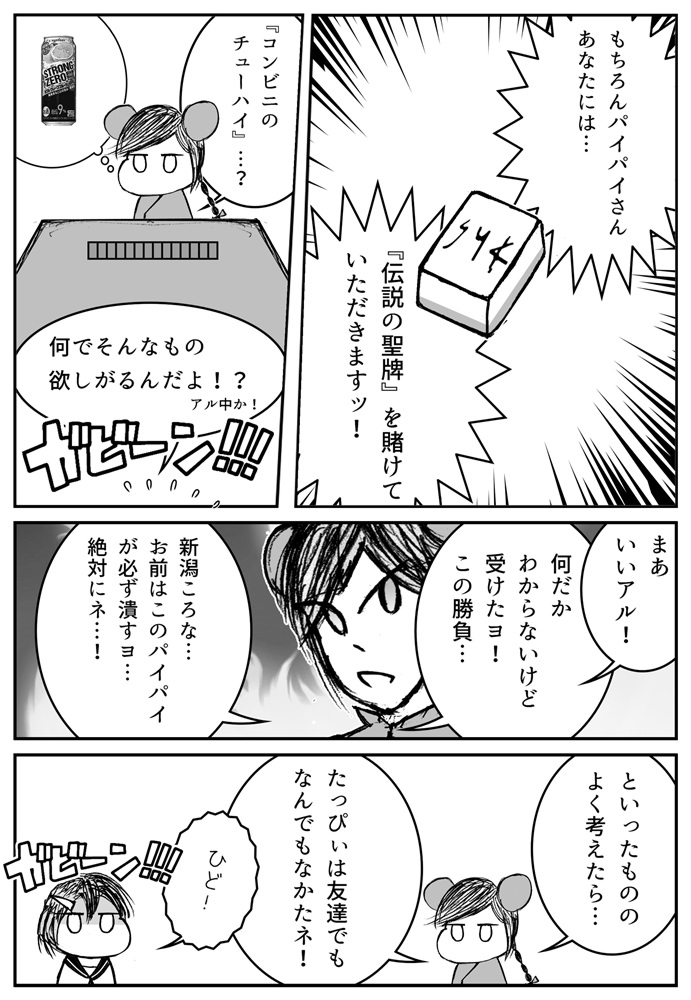 もちろんパイパイさん
あなたには…
『伝説の聖牌』を賭けて
いただきますッ！
『コンビニの
チューハイ』…？
STRONG
ZERO
9%
何でそんなもの
欲しがるんだよ！？
アル中か！
ガビーン!!!
まあ
いいアル！
何だか
わからないけど
受けたヨ！
この勝負…
新潟ころな…
お前はこのパイパイ
が必ず潰すヨ…
絶対にネ…！
といったものの
よく考えたら…
たっぴぃは友達でも
なんでもなかたネ！
ひど！
ガビーン!!!